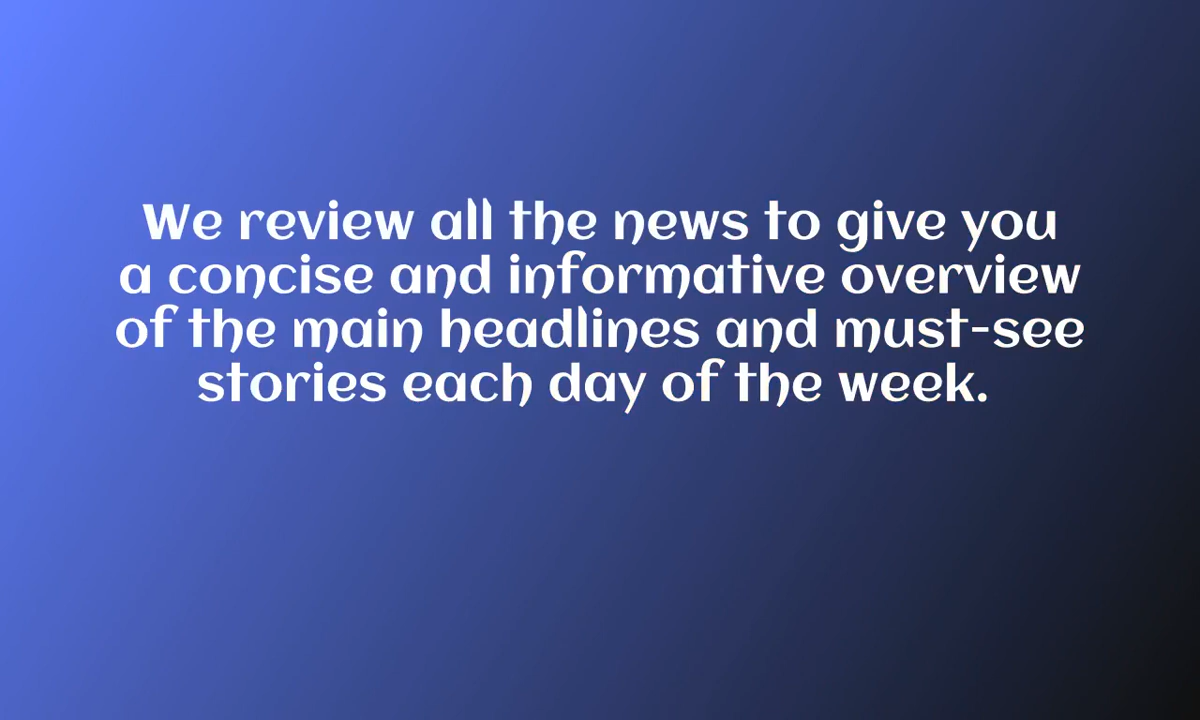 We review all the news to give you
a concise and informative overview
of the main headlines and must-see
stories each day of the week.